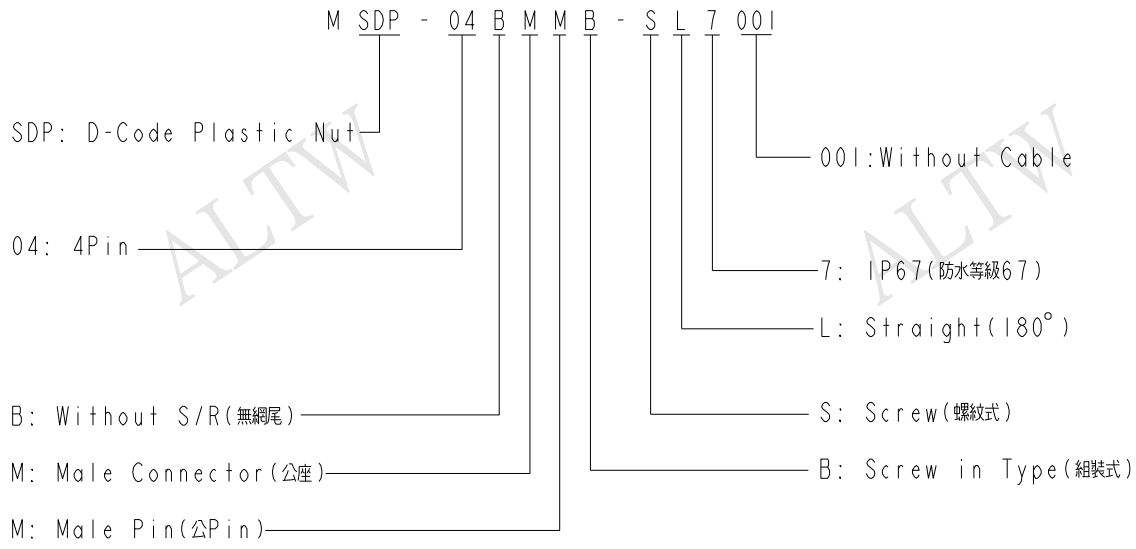 M SDP - 04 B M M B - S L 7 001
SDP: D-Code Plastic Nut
001:Without Cable
04: 4Pin
7: IP67(防水等級67)
L: Straight(180°)
B: Without S/R(無網尾)
S: Screw(螺紋式)
M: Male Connector(公座)
B: Screw in Type(組裝式)
M: Male Pin(公Pin)
ALTW
ALTW